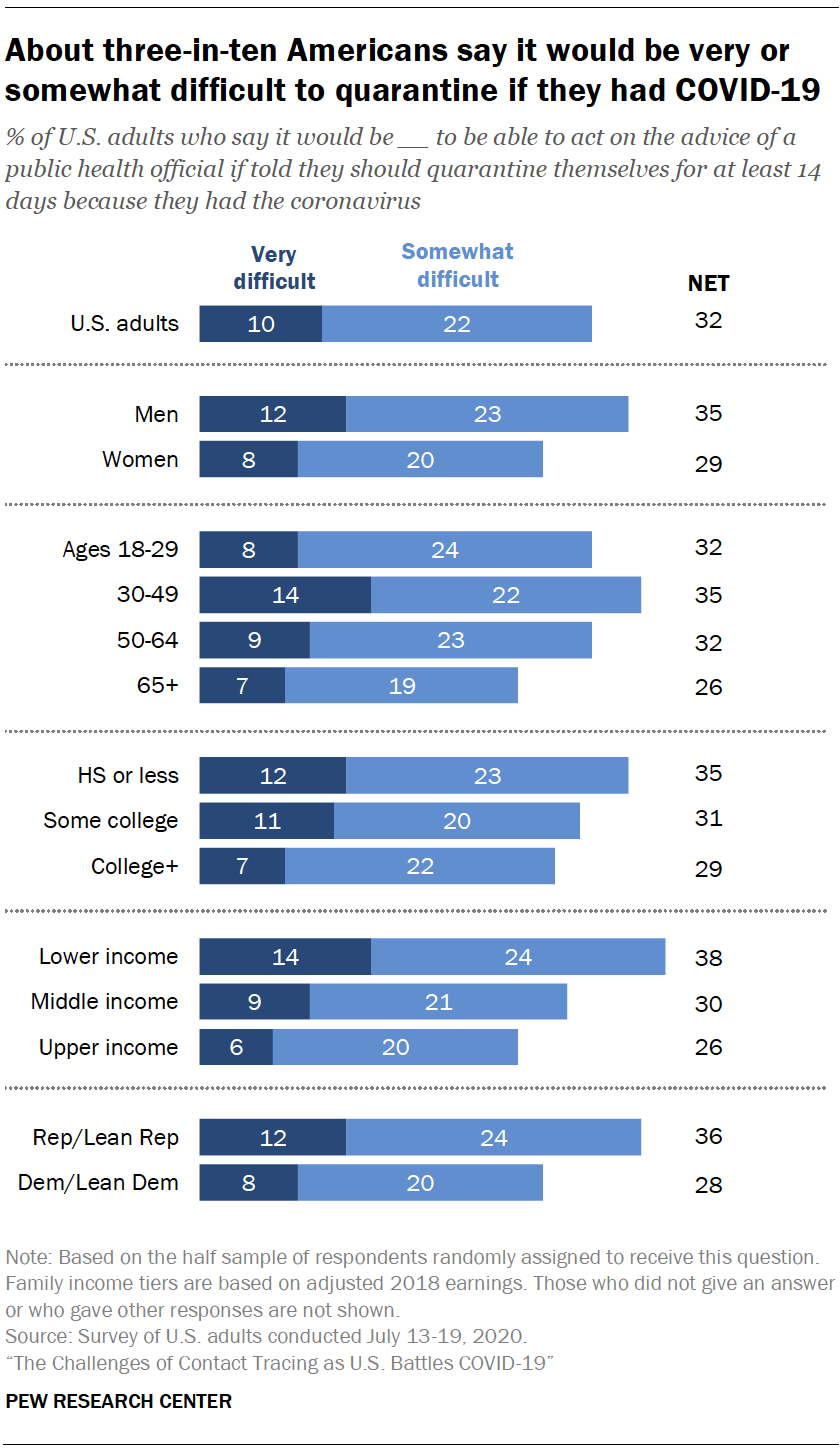 About three-in-ten Americans say it would be very or
somewhat difficult to quarantine if they had COVID-19
% of U.S. adults who say it would be __ to be able to act on the advice of a
public health official if told they should quarantine themselves for at least 14
days because they had the coronavirus
Very
difficult
Somewhat
difficult
NET
U.S. adults 10 22 32
Men 12 23 35
Women 8 20 29
Ages 18-29 8 24 32
30-49 14 22 35
50-64 9 23 32
65+ 7 19 26
HS or less 12 23 35
Some college 11 20 31
College+ 7 22 29
Lower income 14 24 38
Middle income 9 21 30
Upper income 6 20 26
Rep/Lean Rep 12 24 36
Dem/Lean Dem 8 20 28
Note: Based on the half sample of respondents randomly assigned to receive this question.
Family income tiers are based on adjusted 2018 earnings. Those who did not give an answer
or who gave other responses are not shown.
Source: Survey of U.S. adults conducted July 13-19, 2020.
“The Challenges of Contact Tracing as U.S. Battles COVID-19”
PEW RESEARCH CENTER